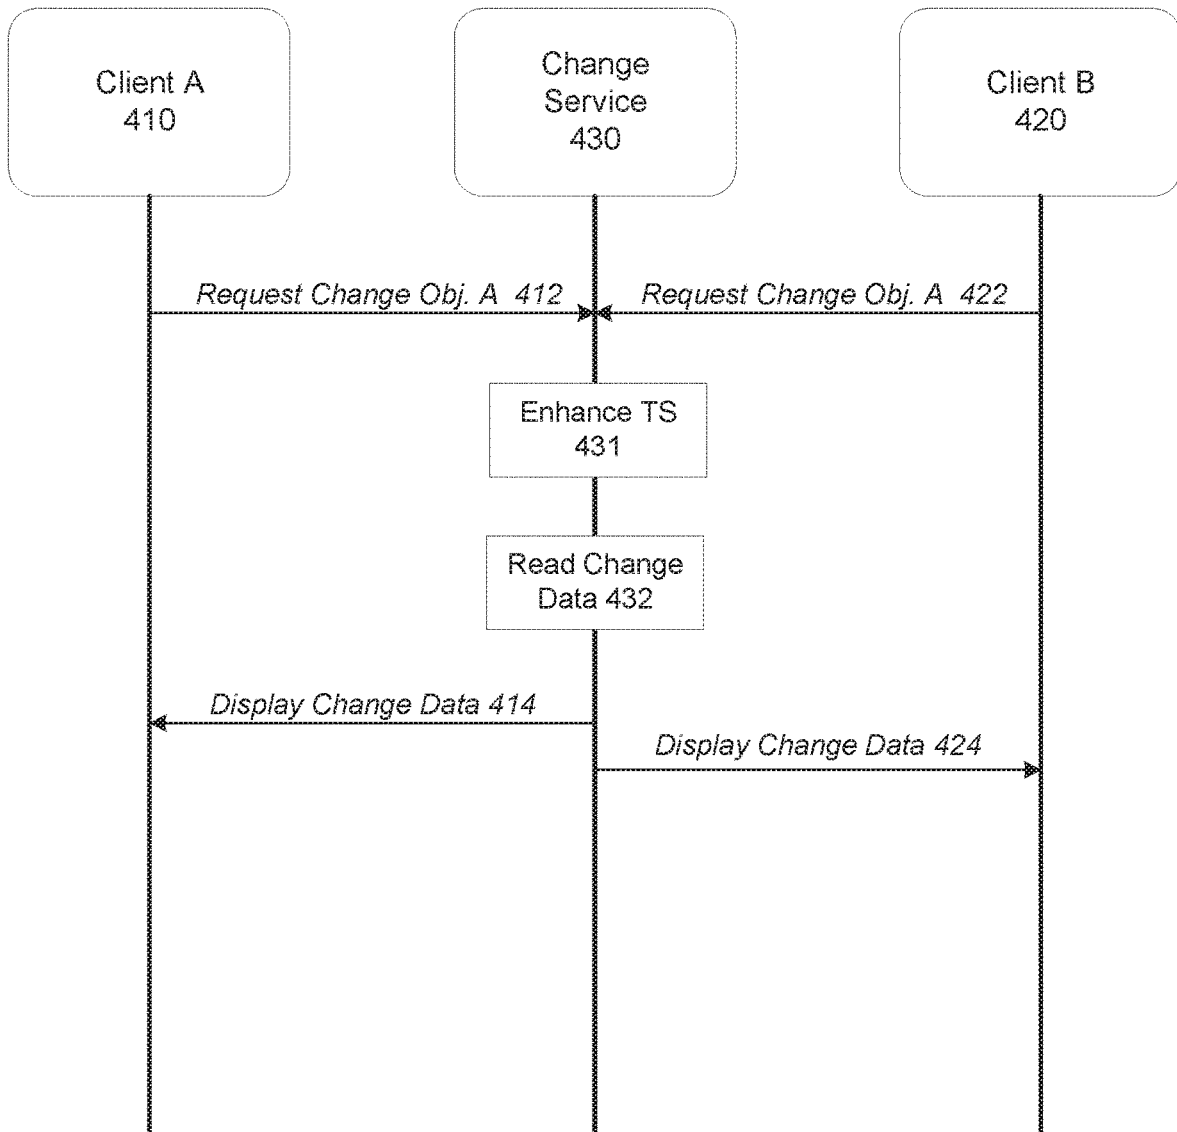 Client A
410
Change
Service
430
Client B
420
Request Change Obj. A 412
Request Change Obj. A 422
Enhance TS
431
Read Change
Data 432
Display Change Data 414
Display Change Data 424